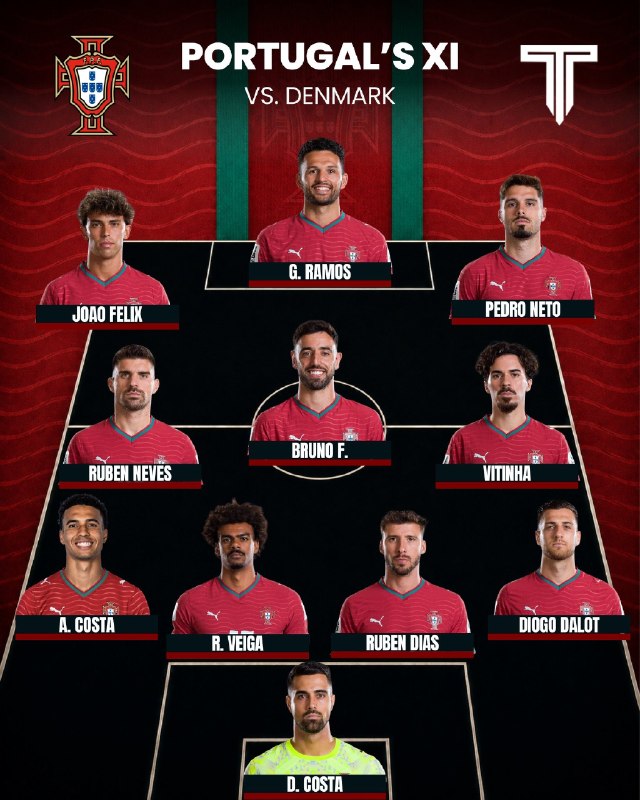 PORTUGAL'S XI
VS. DENMARK
G. RAMOS
JOAO FELIX
PEDRO NETO
BRUNO F.
RUBEN NEVES
VITINHA
A. COSTA
R. VEIGA
RUBEN DIAS
DIOGO DALOT
D. COSTA